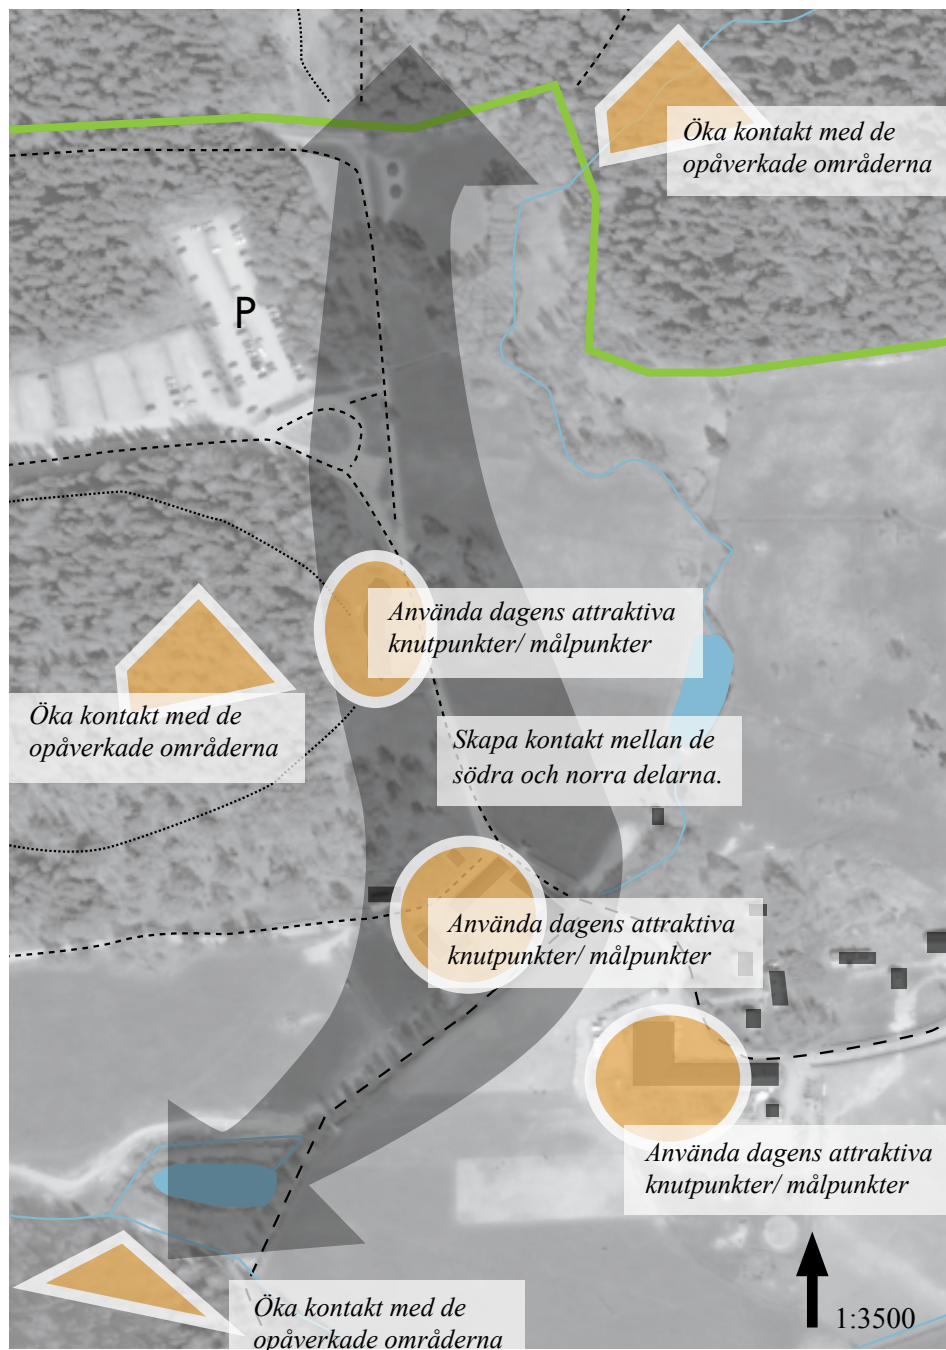 Öka kontakt med de
opåverkade områderna
P
Använda dagens attraktiva
knutpunkter/ målpunkter
Öka kontakt med de
opåverkade områderna
Skapa kontakt mellan de
södra och norra delarna.
Använda dagens attraktiva
knutpunkter/ målpunkter
Använda dagens attraktiva
knutpunkter/ målpunkter
Öka kontakt med de
opåverkade områderna
1:3500